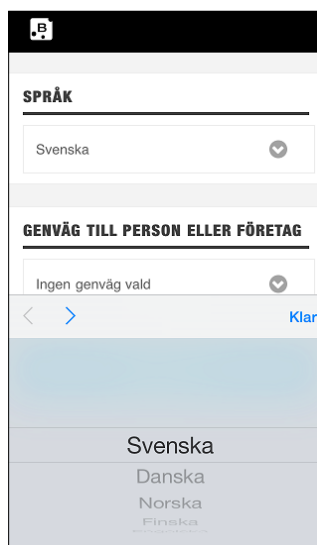 B
SPRÅK
Svenska
GENVÄG TILL PERSON ELLER FÖRETAG
Ingen genväg vald
Klar
Svenska
Danska
Norska
Finska